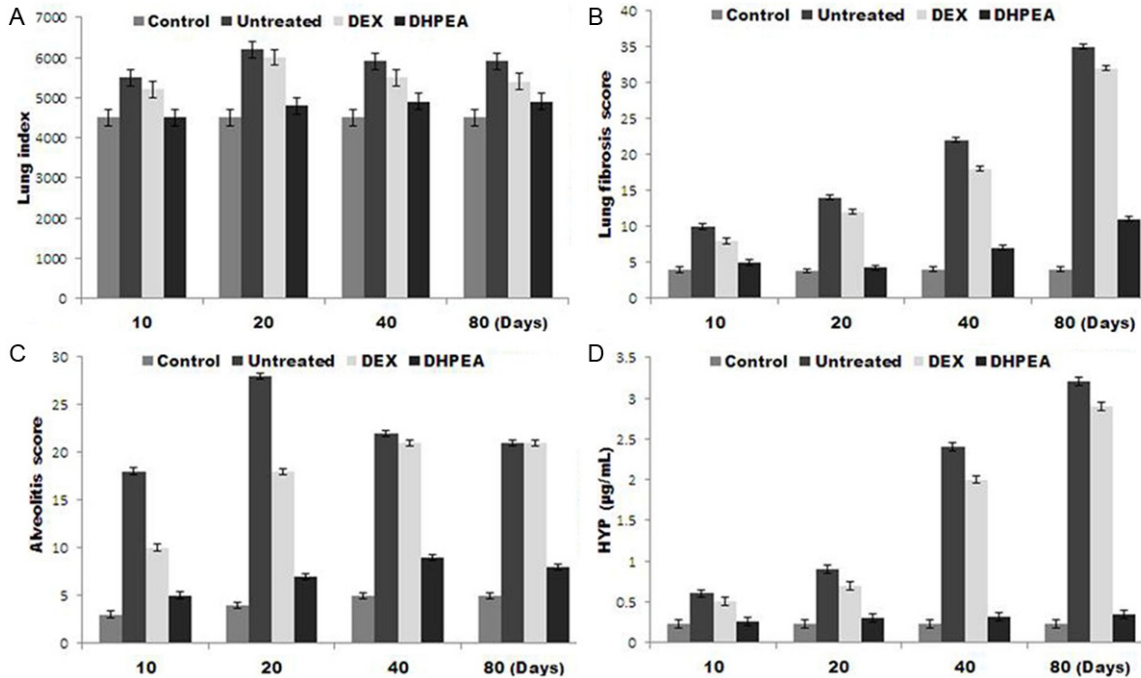 A
Control Untreated DEX DHPEA
Lung index
7000
6000
5000
4000
3000
2000
1000
0
10 20 40 80 (Days)
B
Control Untreated DEX DHPEA
Lung fibrosis score
35
30
25
20
15
10
5
0
10 20 40 80 (Days)
C
Control Untreated DEX DHPEA
Alveolitis score
30
25
20
15
10
5
0
10 20 40 80 (Days)
D
Control Untreated DEX DHPEA
HYP (µg/mL)
3.5
3
2.5
2
1.5
1
0.5
0
10 20 40 80 (Days)